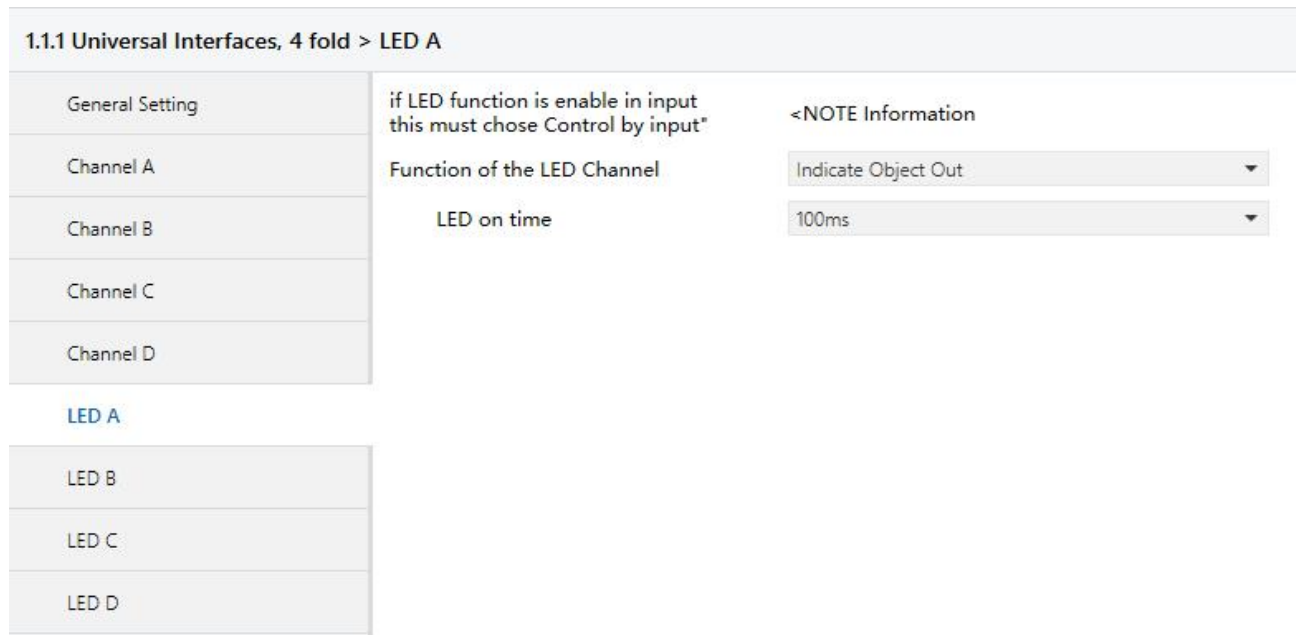 1.1.1 Universal Interfaces, 4 fold > LED A
General Setting
Channel A
Channel B
Channel C
Channel D
LED A
LED B
LED C
LED D
if LED function is enable in input
this must chose Control by input"
<NOTE Information
Function of the LED Channel
Indicate Object Out
LED on time
100ms